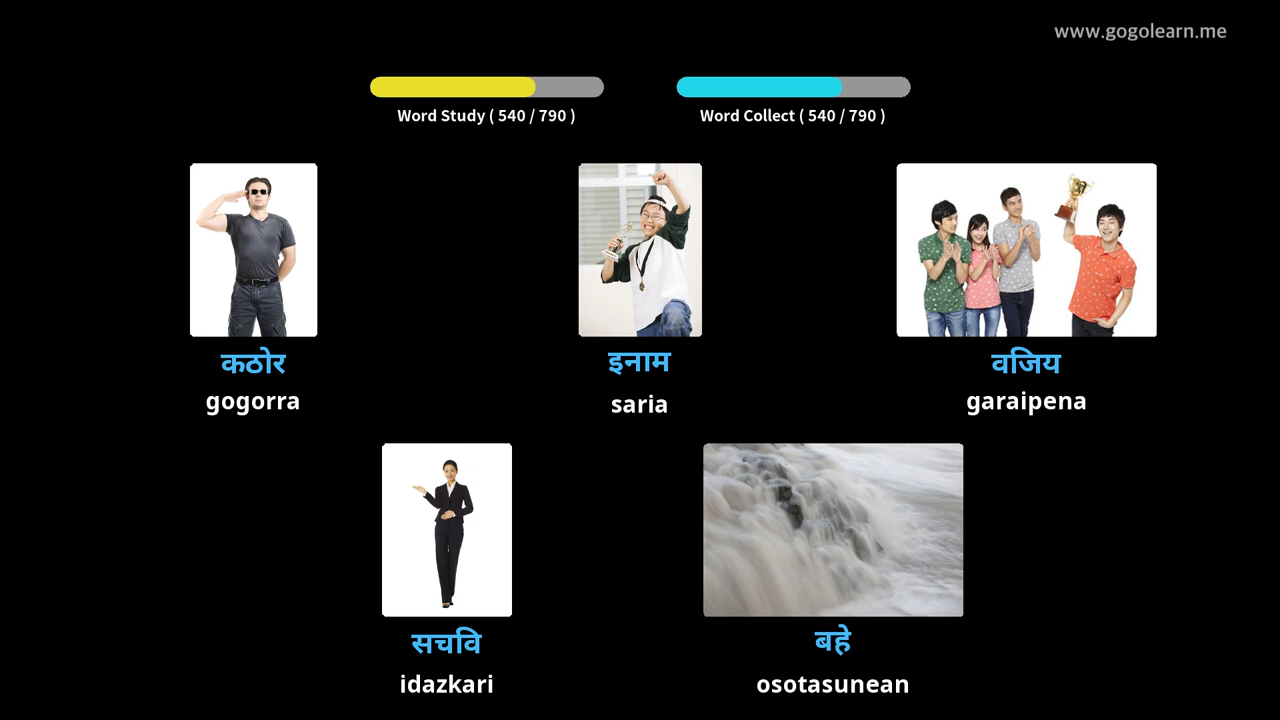 www.gogolearn.me
Word Study ( 540 / 790 )
Word Collect ( 540 / 790 )
कठोर
gogorra
इनाम
saria
वजिय
garaipena
सचवि
idazkari
बहे
osotasunean